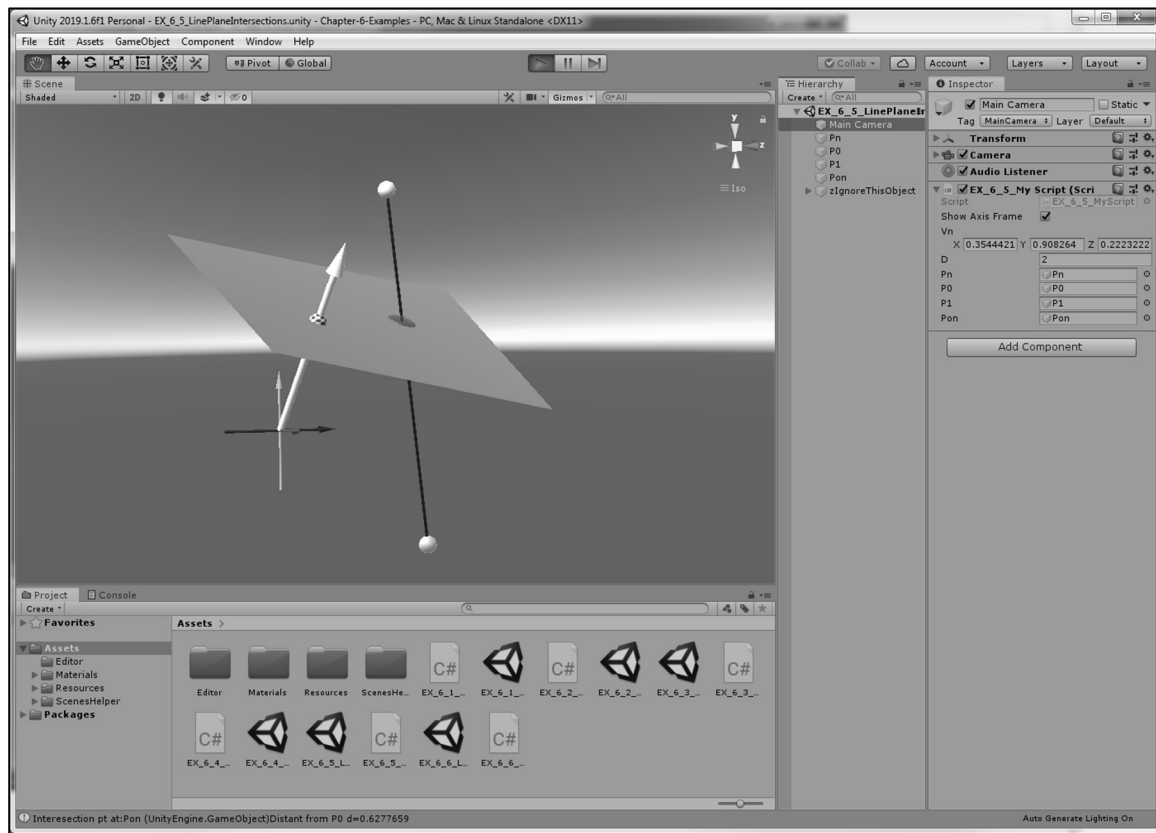 Unity 2019.1.6f1 Personal - EX_6_5_LinePlaneIntersections.unity - Chapter-6-Examples - PC, Mac & Linux Standalone <DX11>
File Edit Assets GameObject Component Window Help
Pivot Global Collab Account Layers Layout
Scene
Shaded 2D 0 Gizmos All
y
z
Iso
Hierarchy
Create All
EX_6_5_LinePlaneIn
Main Camera
Pn
P0
P1
Pon
zIgnoreThisObject
Inspector
Main Camera Static
Tag MainCamera Layer Default
Transform
Camera
Audio Listener
EX_6_5_My Script (Scri
Script EX_6_5_MyScript
Show Axis Frame
Vn
X 0.3544421 Y 0.908264 Z 0.2223222
D 2
Pn Pn
P0 P0
P1 P1
Pon Pon
Add Component
Project Console
Create
Favorites
Assets
Editor
Materials
Resources
ScenesHelper
Packages
Assets >
C# C# C#
Editor Materials Resources ScenesHe... EX_6_1_... EX_6_1_... EX_6_2_... EX_6_2_... EX_6_3_... EX_6_3_...
C# C# C#
EX_6_4_... EX_6_4_... EX_6_5_L... EX_6_5_... EX_6_6_L... EX_6_6_...
Interesection pt at:Pon (UnityEngine.GameObject)Distant from P0 d=0.6277659
Auto Generate Lighting On